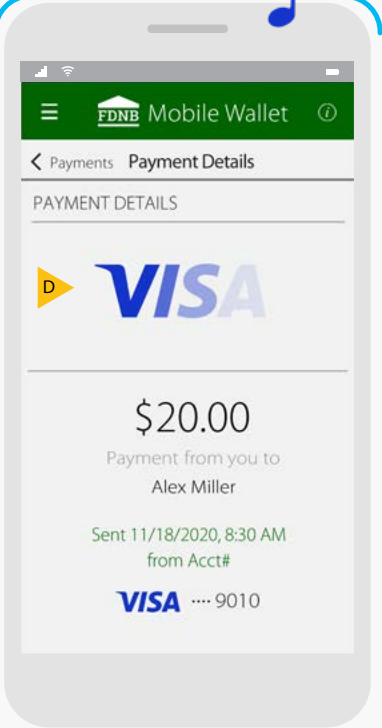 FDNB Mobile Wallet i
Payments Payment Details
PAYMENT DETAILS
D
VISA
$20.00
Payment from you to
Alex Miller
Sent 11/18/2020, 8:30 AM
from Acct#
VISA ···· 9010